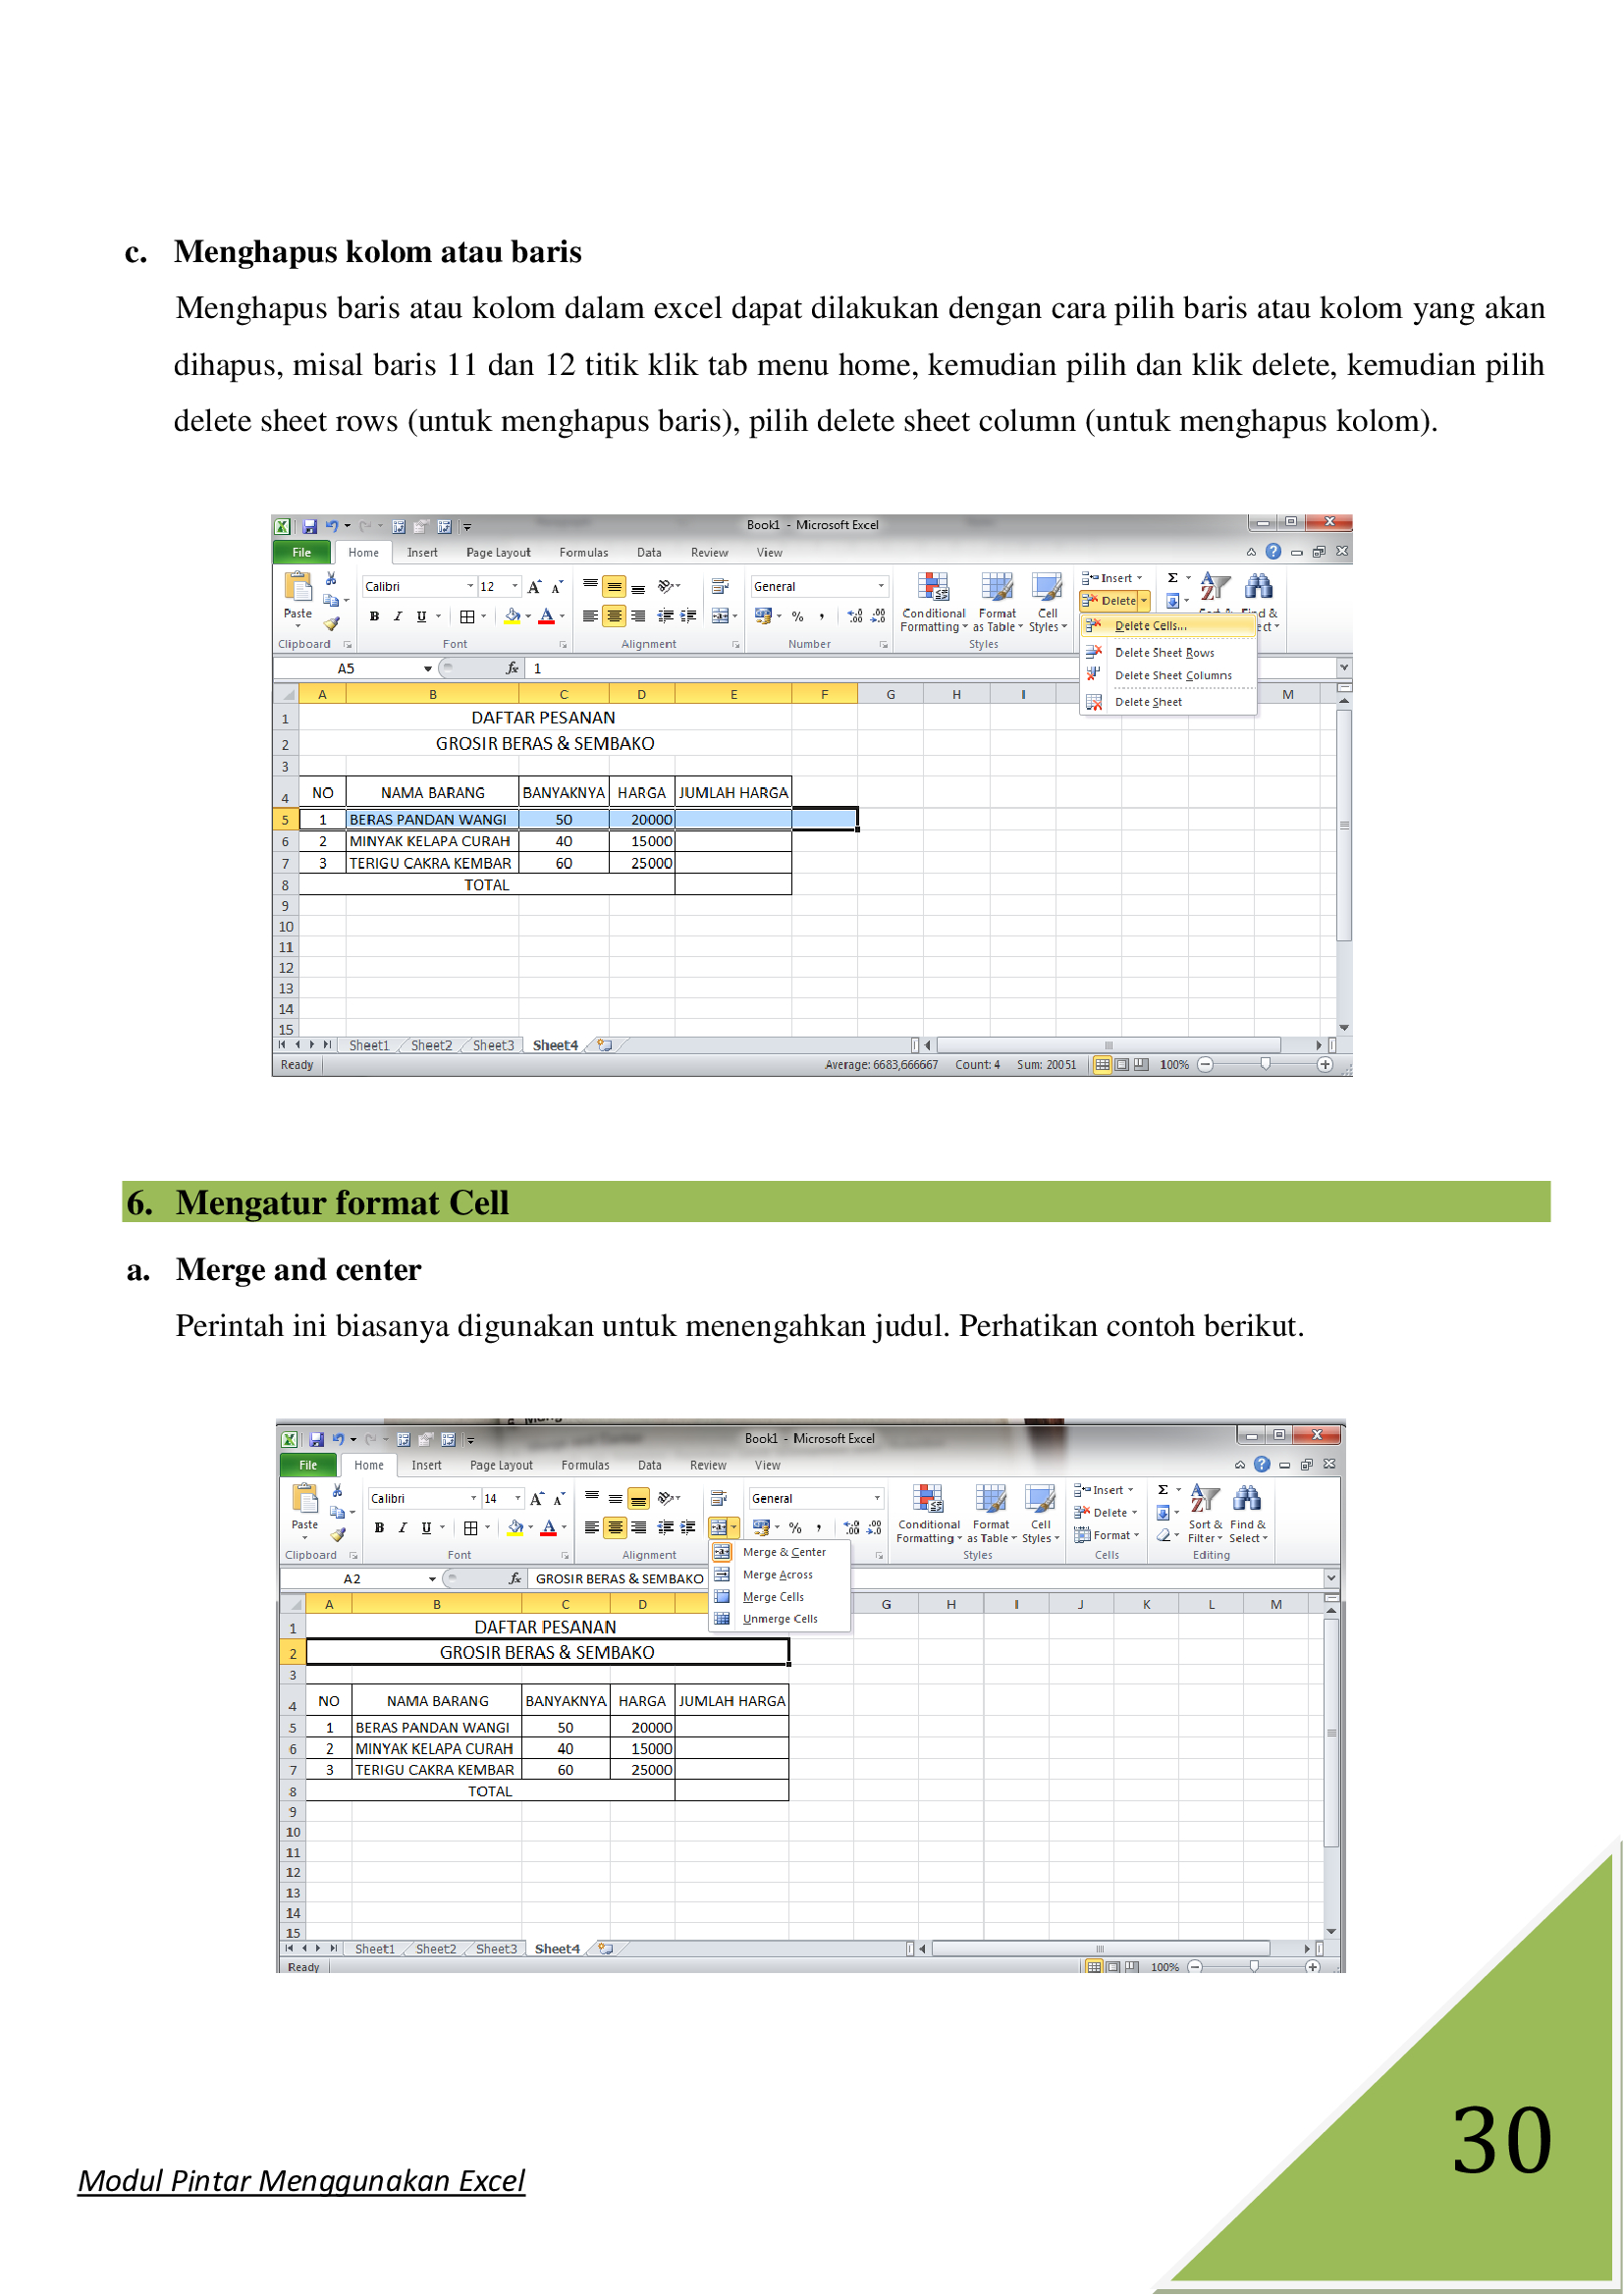 c. Menghapus kolom atau baris
Menghapus baris atau kolom dalam excel dapat dilakukan dengan cara pilih baris atau kolom yang akan
dihapus, misal baris 11 dan 12 titik klik tab menu home, kemudian pilih dan klik delete, kemudian pilih
delete sheet rows (untuk menghapus baris), pilih delete sheet column (untuk menghapus kolom).
Book1 - Microsoft Excel
File Home Insert Page Layout Formulas Data Review View
Calibri 12 General Insert Σ
Paste B I U % Conditional Formatting Format as Table Cell Styles Delete
Clipboard Font Alignment Number Styles
Delete Cells...
Delete Sheet Rows
Delete Sheet Columns
Delete Sheet
A5 fx 1
A B C D E F G H I M
1 DAFTAR PESANAN
2 GROSIR BERAS & SEMBAKO
3
4 NO NAMA BARANG BANYAKNYA HARGA JUMLAH HARGA
5 1 BERAS PANDAN WANGI 50 20000
6 2 MINYAK KELAPA CURAH 40 15000
7 3 TERIGU CAKRA KEMBAR 60 25000
8 TOTAL
9
10
11
12
13
14
15
Sheet1 Sheet2 Sheet3 Sheet4
Ready Average: 6683,666667 Count: 4 Sum: 20051 100%
6. Mengatur format Cell
a. Merge and center
Perintah ini biasanya digunakan untuk menengahkan judul. Perhatikan contoh berikut.
Book1 - Microsoft Excel
File Home Insert Page Layout Formulas Data Review View
Calibri 14 General Insert Σ
Paste B I U % Conditional Formatting Format as Table Cell Styles Delete Format Sort & Filter Find & Select
Clipboard Font Alignment Styles Cells Editing
Merge & Center
Merge Across
Merge Cells
Unmerge Cells
A2 fx GROSIR BERAS & SEMBAKO
A B C D G H I J K L M
1 DAFTAR PESANAN
2 GROSIR BERAS & SEMBAKO
3
4 NO NAMA BARANG BANYAKNYA HARGA JUMLAH HARGA
5 1 BERAS PANDAN WANGI 50 20000
6 2 MINYAK KELAPA CURAH 40 15000
7 3 TERIGU CAKRA KEMBAR 60 25000
8 TOTAL
9
10
11
12
13
14
15
Sheet1 Sheet2 Sheet3 Sheet4
Ready 100%
30
Modul Pintar Menggunakan Excel